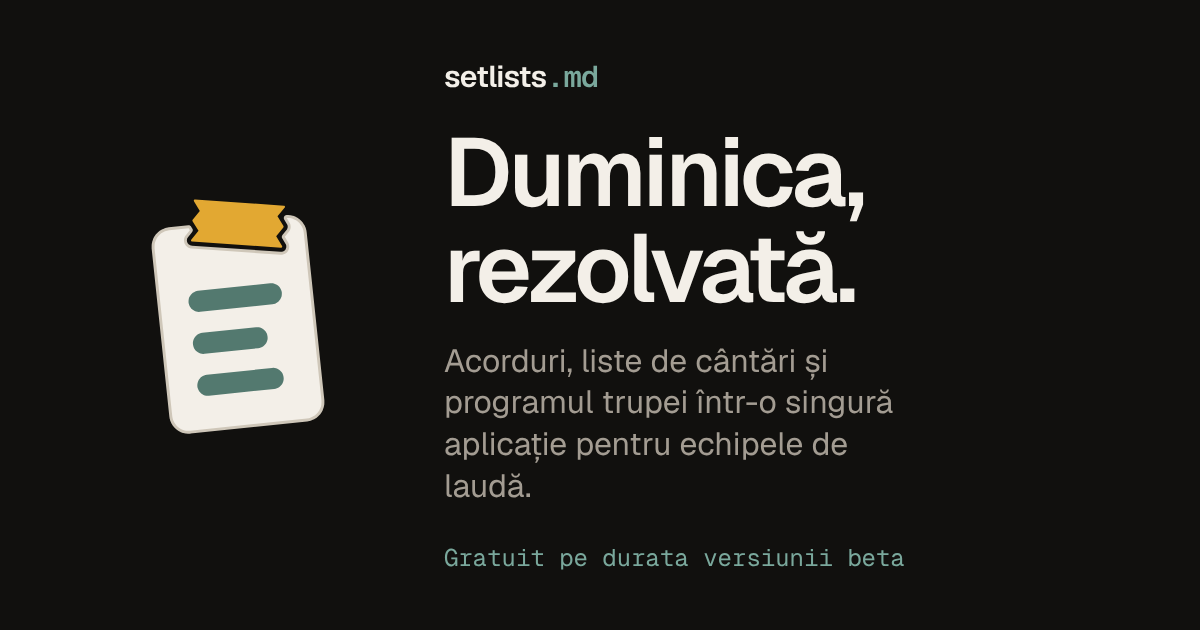 setlists.md
Duminica,
rezolvată.
Acorduri, liste de cântări și
programul trupei într-o singură
aplicație pentru echipele de
laudă.
Gratuit pe durata versiunii beta